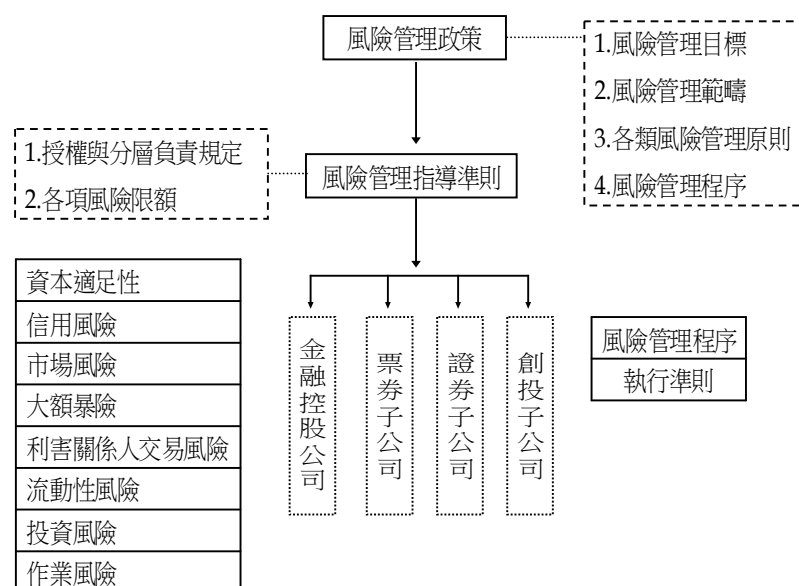 風險管理政策
1.風險管理目標
2.風險管理範疇
3.各類風險管理原則
4.風險管理程序
1.授權與分層負責規定
2.各項風險限額
風險管理指導準則
資本適足性
信用風險
市場風險
大額暴險
利害關係人交易風險
流動性風險
投資風險
作業風險
金融控股公司
票券子公司
證券子公司
創投子公司
風險管理程序
執行準則